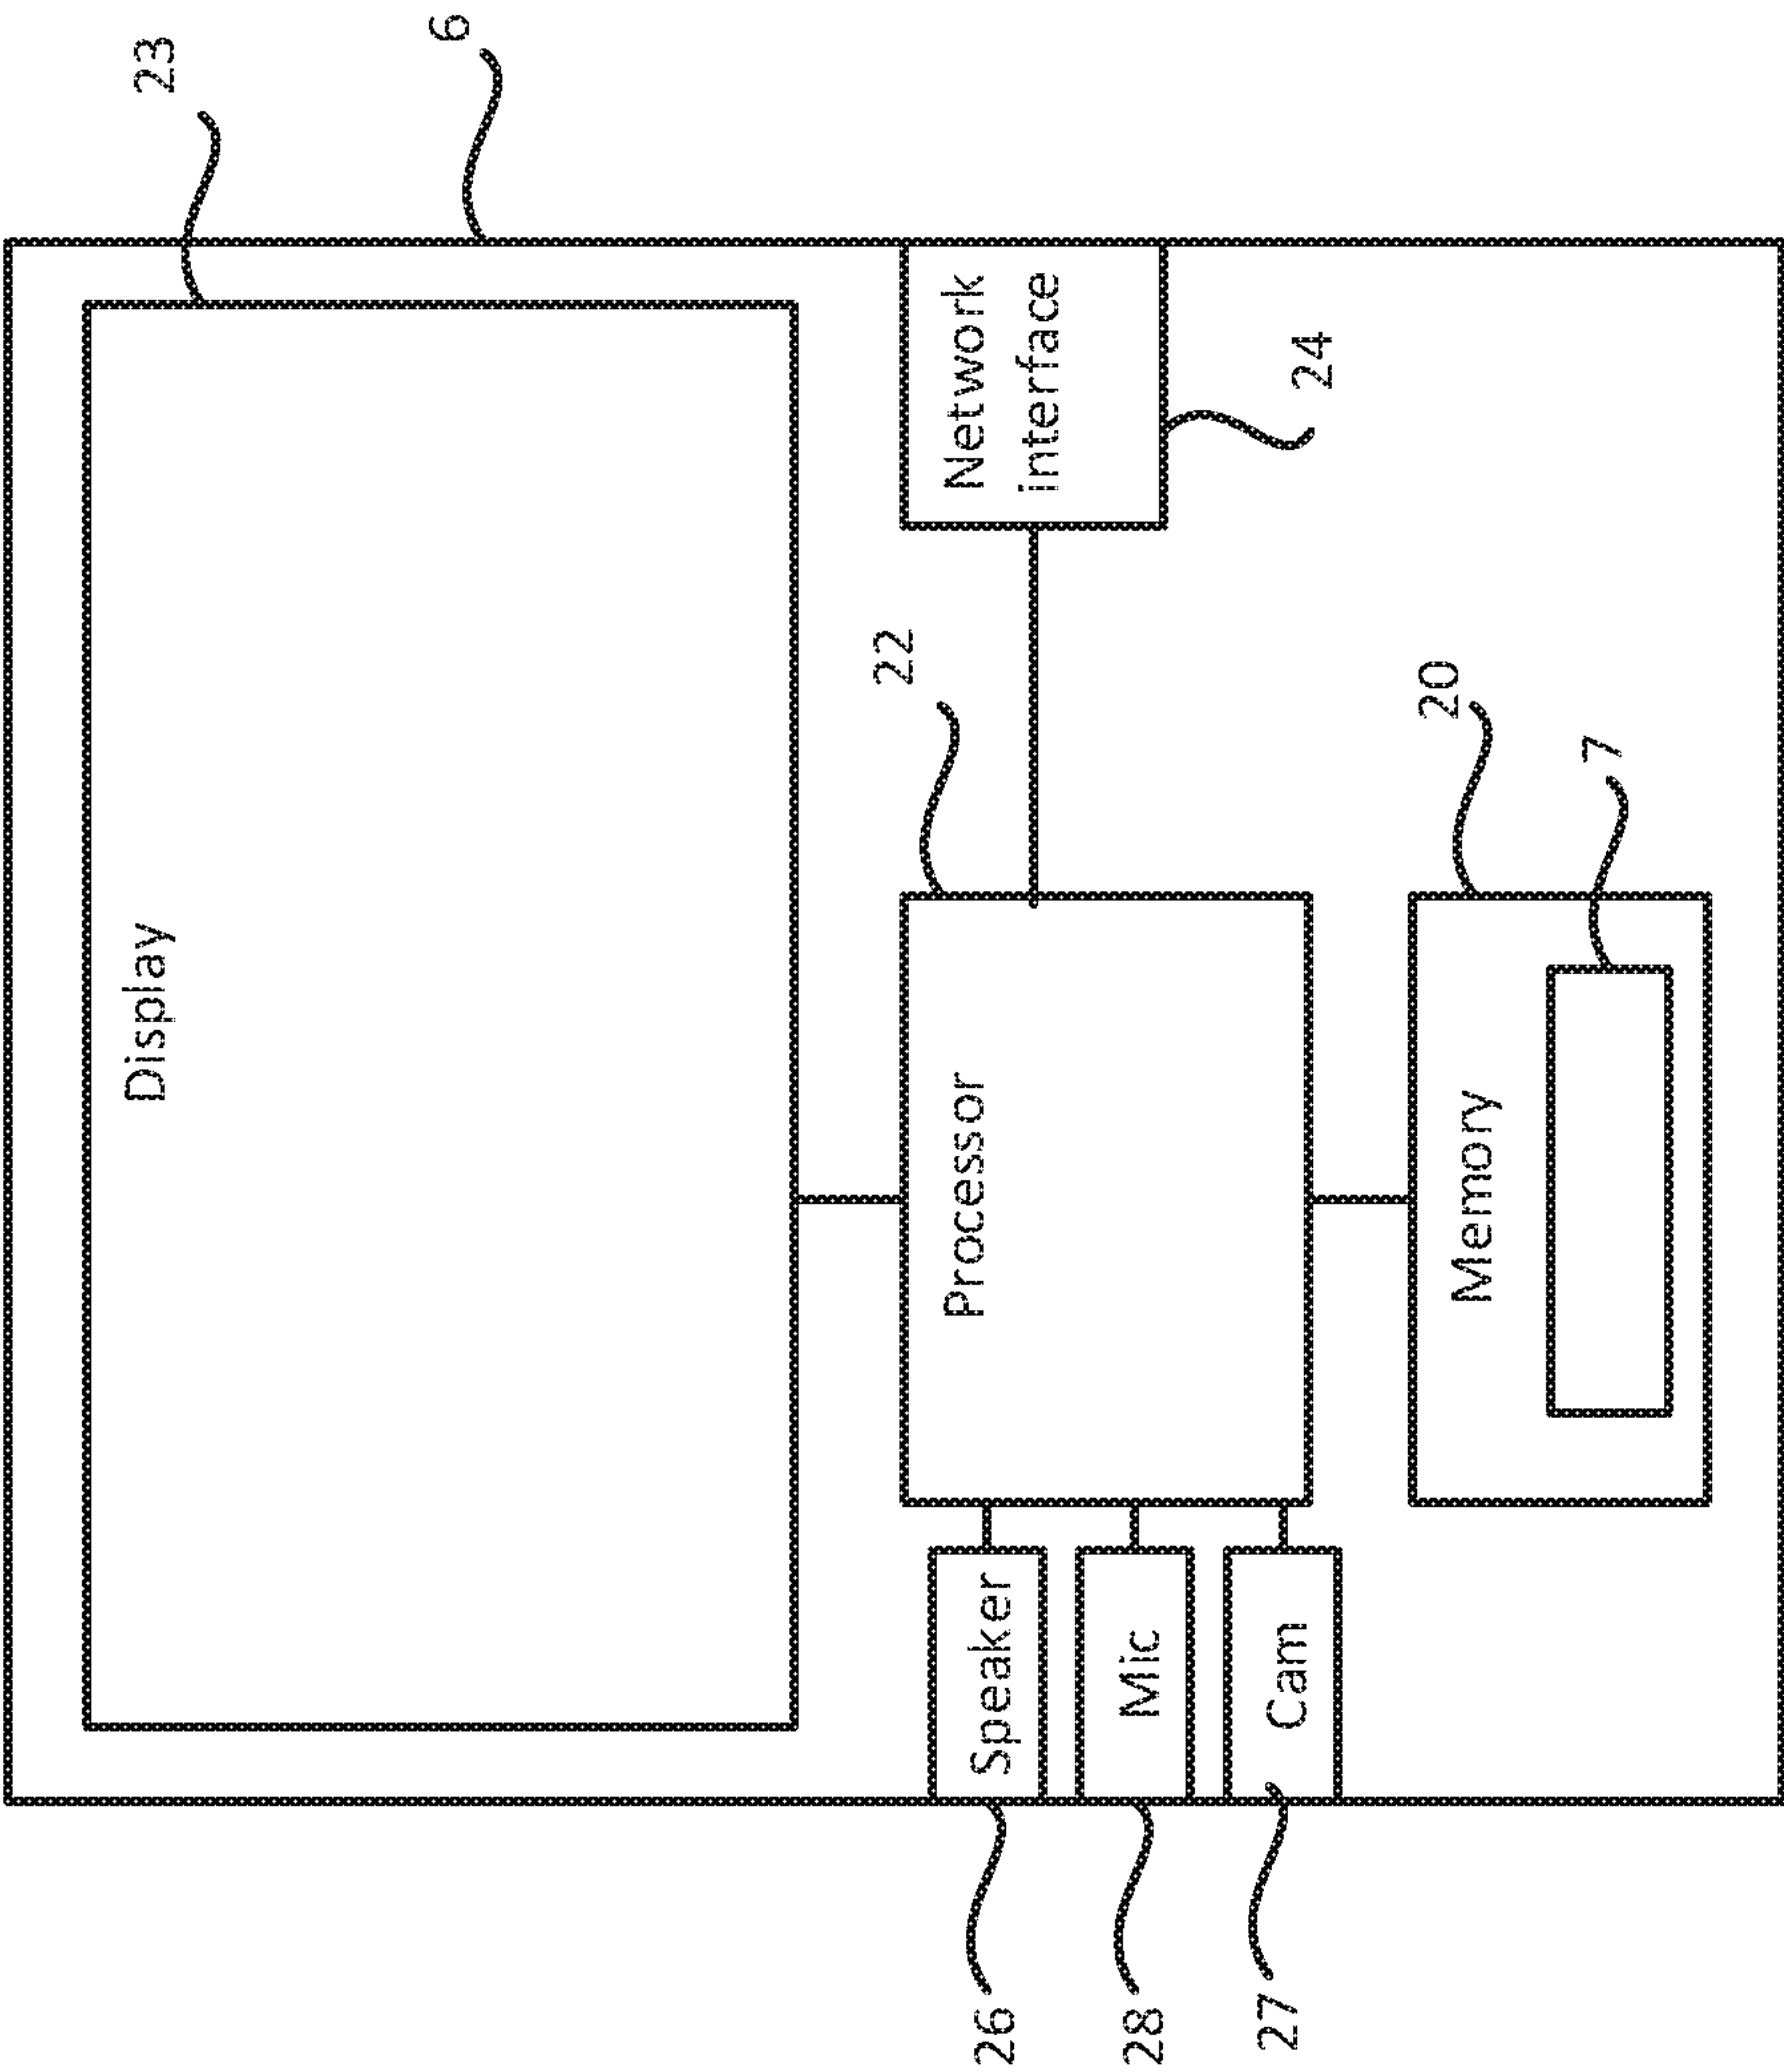 23
6
Display
22
Network
interface
24
Processor
20
7
Memory
26
Speaker
28
Mic
27
Cam